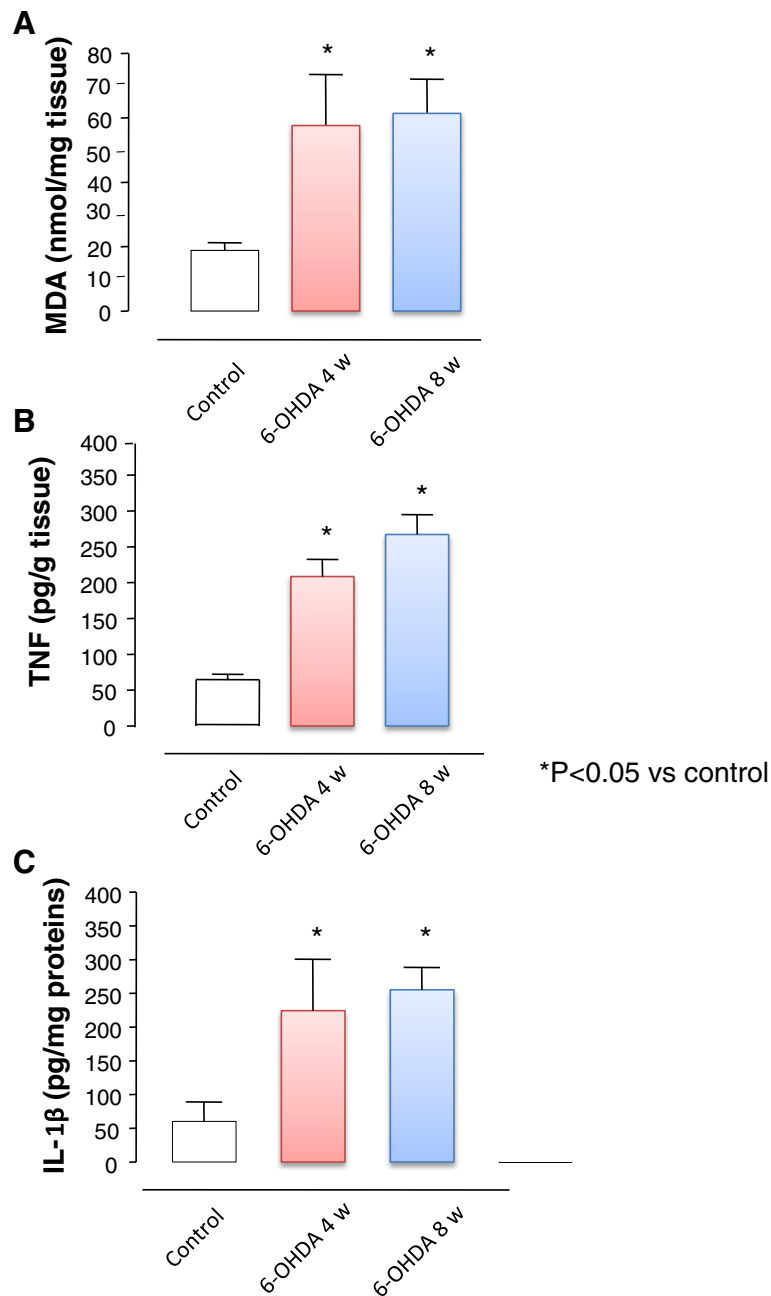 A
MDA (nmol/mg tissue)
80
70
60
50
40
30
20
10
0
*
*
Control
6-OHDA 4 w
6-OHDA 8 w
B
TNF (pg/g tissue)
400
350
300
250
200
150
100
50
0
*
*
Control
6-OHDA 4 w
6-OHDA 8 w
*P<0.05 vs control
C
IL-1β (pg/mg proteins)
400
350
300
250
200
150
100
50
0
*
*
Control
6-OHDA 4 w
6-OHDA 8 w